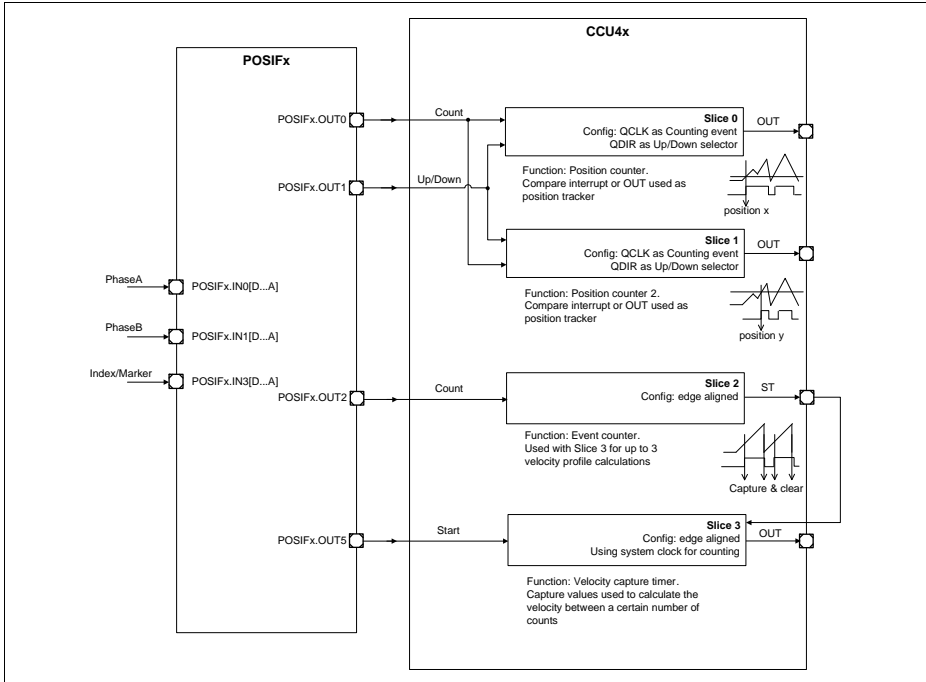 CCU4x
POSIFx
POSIFx.OUT0
Count
Slice 0
Config: QCLK as Counting event
QDIR as Up/Down selector
OUT
Function: Position counter.
Compare interrupt or OUT used as
position tracker
position x
POSIFx.OUT1
Up/Down
Slice 1
Config: QCLK as Counting event
QDIR as Up/Down selector
OUT
Function: Position counter 2.
Compare interrupt or OUT used as
position tracker
position y
PhaseA
POSIFx.IN0[D...A]
PhaseB
POSIFx.IN1[D...A]
Index/Marker
POSIFx.IN3[D...A]
POSIFx.OUT2
Count
Slice 2
Config: edge aligned
ST
Function: Event counter.
Used with Slice 3 for up to 3
velocity profile calculations
Capture & clear
POSIFx.OUT5
Start
Slice 3
Config: edge aligned
Using system clock for counting
OUT
Function: Velocity capture timer.
Capture values used to calculate the
velocity between a certain number of
counts